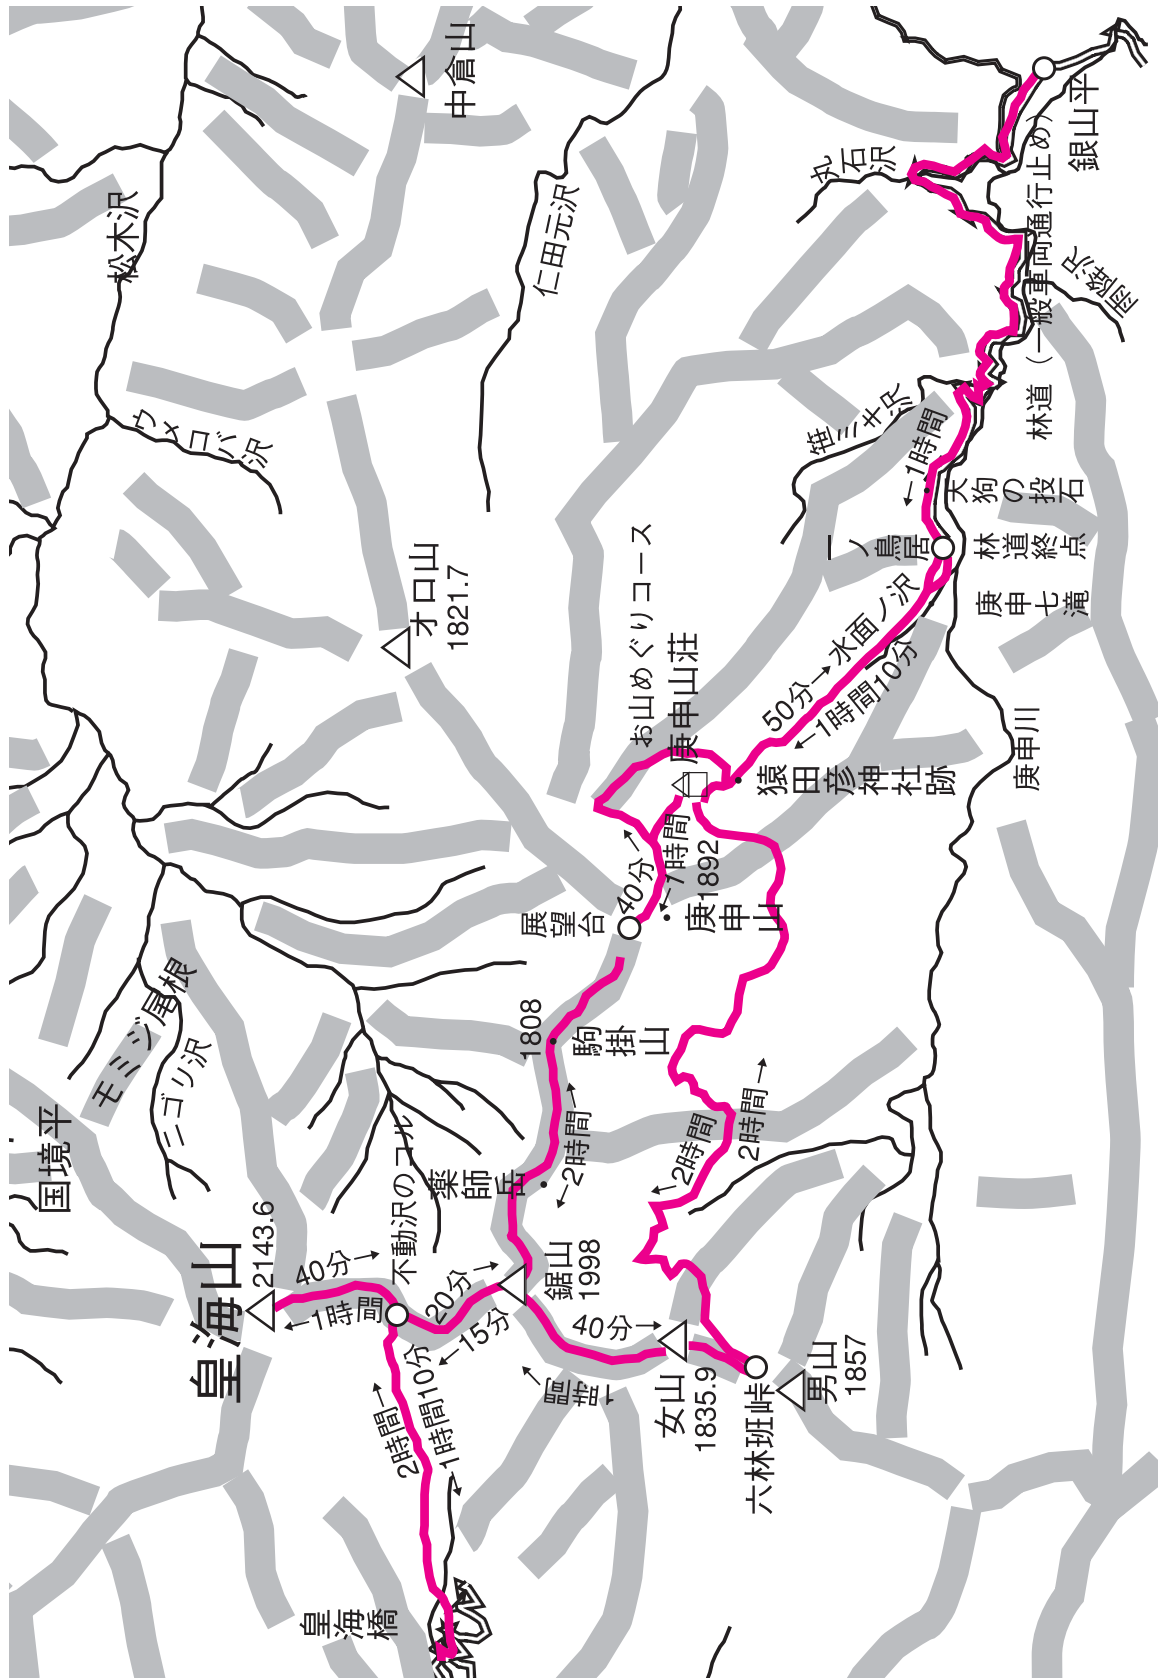 皇海山
2143.6
国境平
モミジ尾根
ニゴリ沢
松木沢
ウメコバ沢
中倉山
仁田元沢
オロ山
1821.7
皇海橋
2時間→
1時間10分→
←1時間
40分→
不動沢のコル
20分→
←15分
鋸山
1998
薬師岳
←2時間→
1808
駒掛山
展望台
40分→
←1時間
庚申山
1892
お山めぐりコース
庚申山荘
猿田彦神社跡
50分→
←1時間10分
水面ノ沢
一ノ鳥居
林道終点
庚申七滝
天狗の投石
←1時間
笹ミキ沢
丸石沢
銀山平
林道(一般車両通行止め)
雨降沢
庚申川
1時間→
40分→
女山
1835.9
六林班峠
男山
1857
←2時間
2時間→